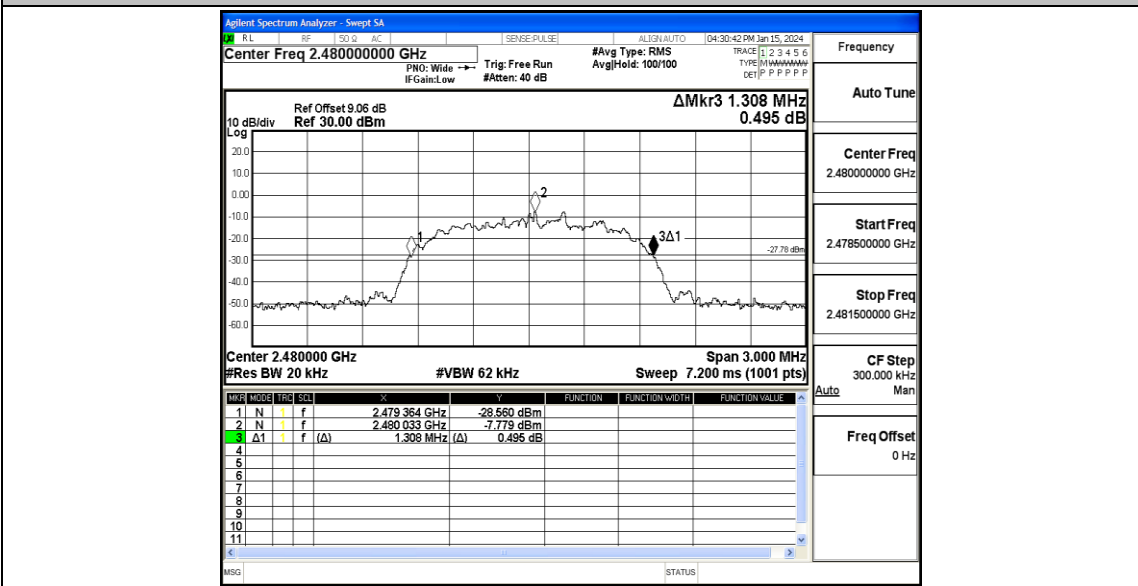 Agilent Spectrum Analyzer - Swept SA
RL RF 50 Ω AC SENSE:PULSE ALIGN AUTO 04:30:42 PM Jan 15, 2024
Center Freq 2.480000000 GHz
PNO: Wide
IFGain:Low
Trig: Free Run
#Atten: 40 dB
#Avg Type: RMS
Avg|Hold: 100/100
TRACE 1 2 3 4 5 6
TYPE M
DET P P P P P P
ΔMkr3 1.308 MHz
0.495 dB
Ref Offset 9.06 dB
10 dB/div Ref 30.00 dBm
Log
20.0
10.0
0.00
-10.0
-20.0
-30.0
-40.0
-50.0
-60.0
1
2
3Δ1
-27.78 dBm
Center 2.480000 GHz Span 3.000 MHz
#Res BW 20 kHz #VBW 62 kHz Sweep 7.200 ms (1001 pts)
MKR MODE TRC SCL X Y FUNCTION FUNCTION WIDTH FUNCTION VALUE
1 N 1 f 2.479 364 GHz -28.560 dBm
2 N 1 f 2.480 033 GHz -7.779 dBm
3 Δ1 1 f (Δ) 1.308 MHz (Δ) 0.495 dB
4
5
6
7
8
9
10
11
MSG STATUS
Frequency
Auto Tune
Center Freq
2.480000000 GHz
Start Freq
2.478500000 GHz
Stop Freq
2.481500000 GHz
CF Step
300.000 kHz
Auto Man
Freq Offset
0 Hz